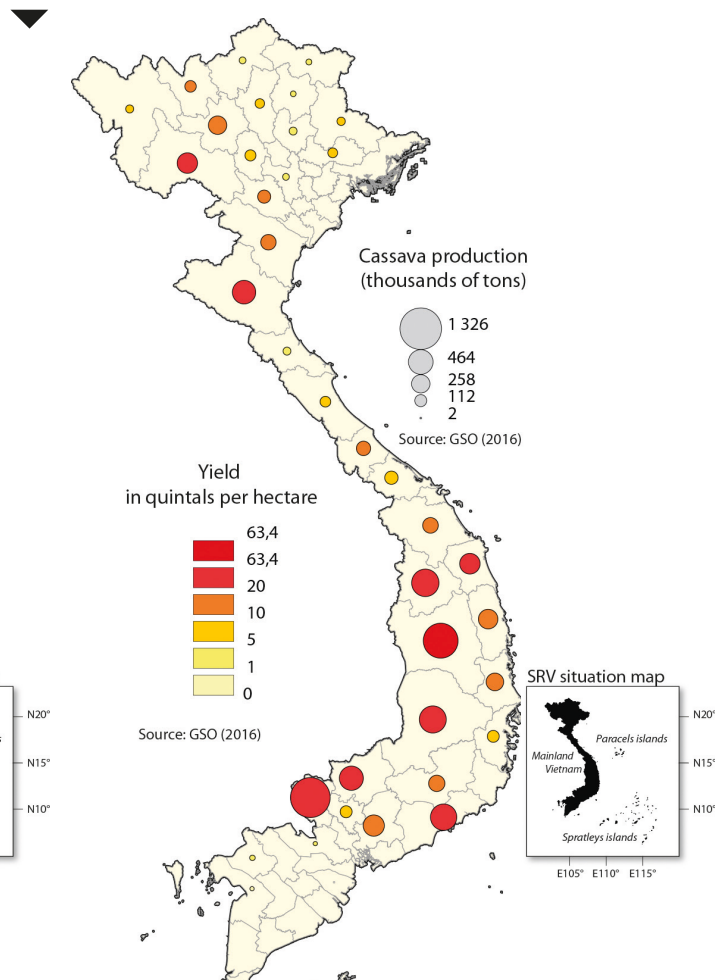 Cassava production
(thousands of tons)
1 326
464
258
112
2
Source: GSO (2016)
Yield
in quintals per hectare
63,4
63,4
20
10
5
1
0
Source: GSO (2016)
SRV situation map
N20°
N15°
N10°
s
Paracels islands
Mainland
Vietnam
Spratleys islands
N20°
N15°
N10°
E105° E110° E115°